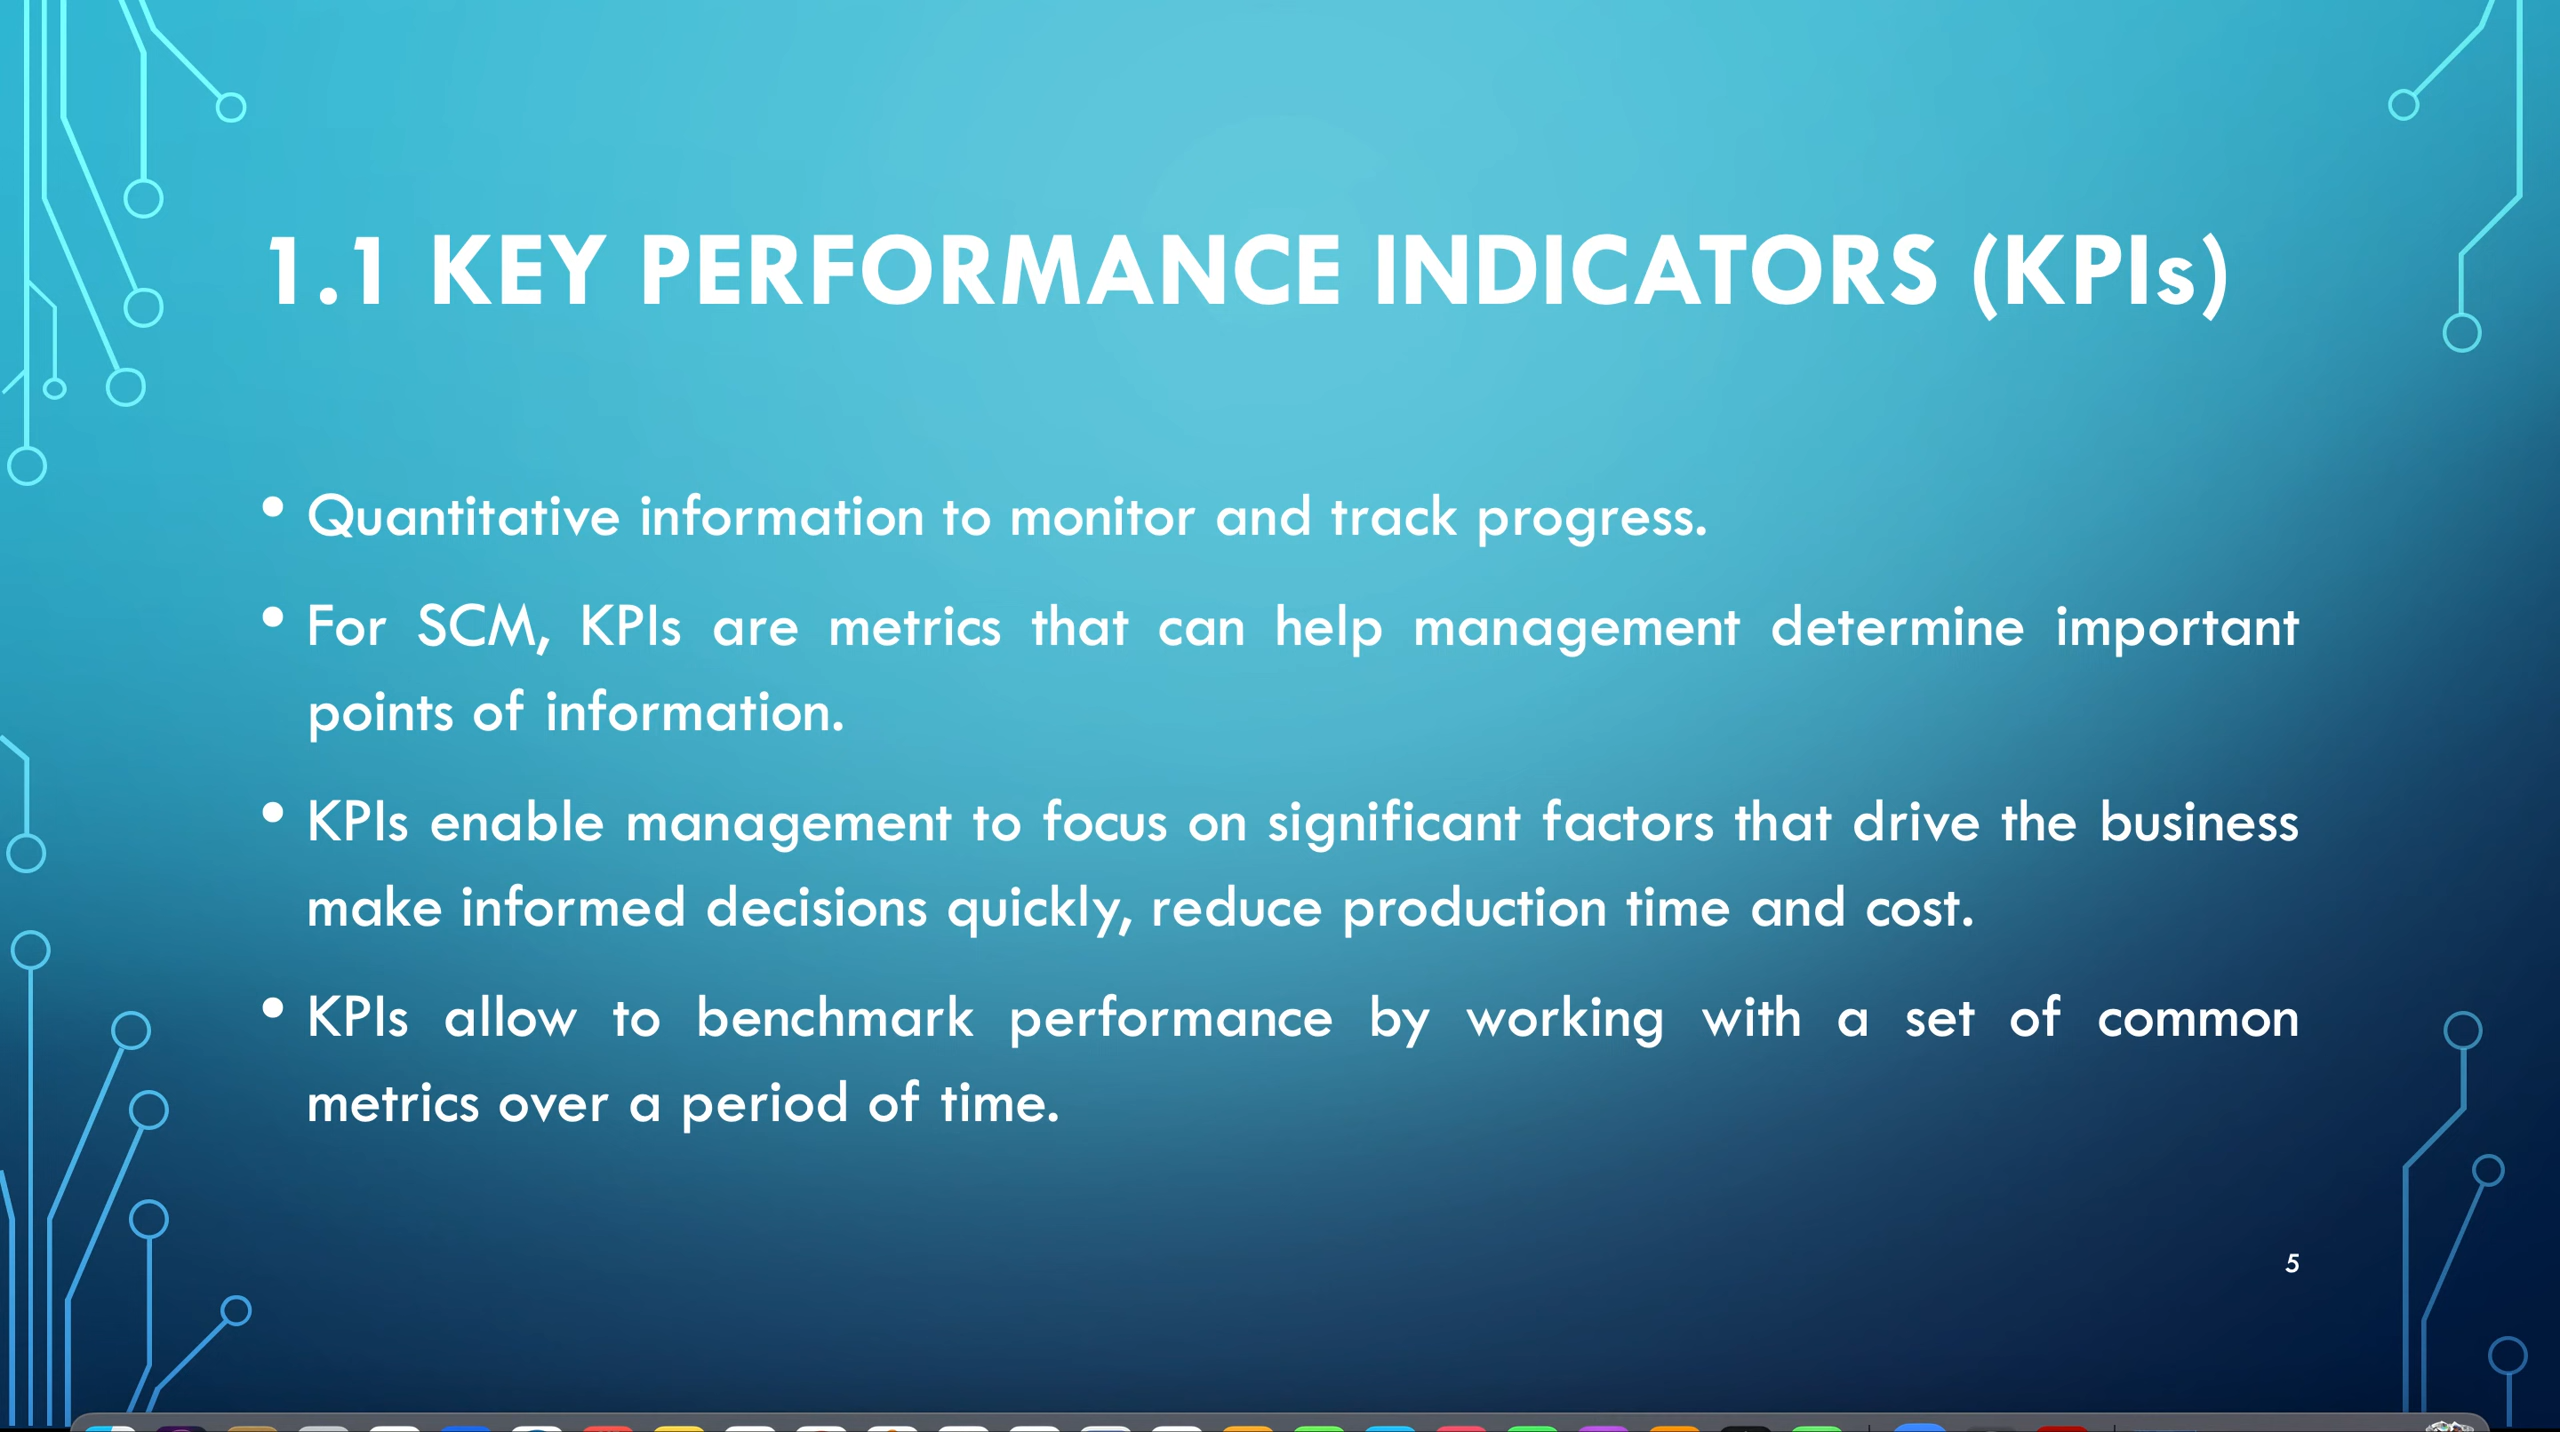 1.1 KEY PERFORMANCE INDICATORS (KPIs)
• Quantitative information to monitor and track progress.
• For SCM, KPIs are metrics that can help management determine important
points of information.
• KPIs enable management to focus on significant factors that drive the business
make informed decisions quickly, reduce production time and cost.
• KPIs allow to benchmark performance by working with a set of common
metrics over a period of time.
5